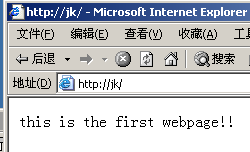 http://jk/ - Microsoft Internet Explorer
文件(F) 编辑(E) 查看(V) 收藏(A) 工具
后退 搜索
地址(D) http://jk/
this is the first webpage!!